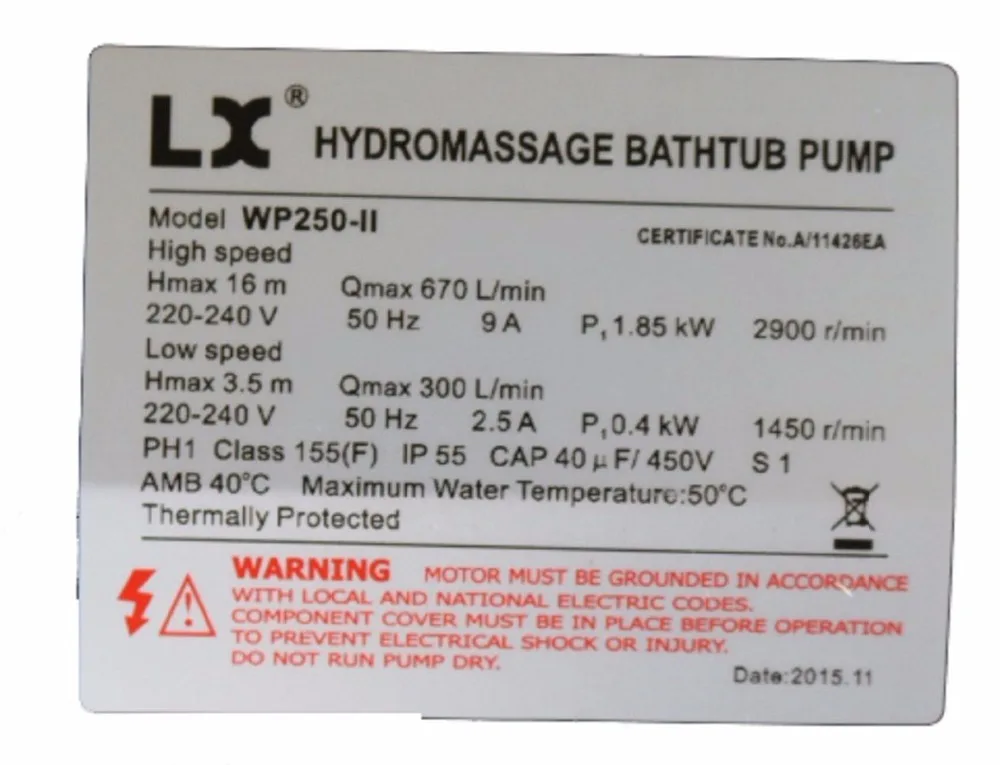 LX®
HYDROMASSAGE BATHTUB PUMP
Model WP250-II
CERTIFICATE No.A/11426EA
High speed
Hmax 16 m Qmax 670 L/min
220-240 V 50 Hz 9 A P₁ 1.85 kW 2900 r/min
Low speed
Hmax 3.5 m Qmax 300 L/min
220-240 V 50 Hz 2.5 A P₁ 0.4 kW 1450 r/min
PH1 Class 155(F) IP 55 CAP 40 μF/ 450V S 1
AMB 40°C Maximum Water Temperature:50°C
Thermally Protected
WARNING MOTOR MUST BE GROUNDED IN ACCORDANCE
WITH LOCAL AND NATIONAL ELECTRIC CODES.
COMPONENT COVER MUST BE IN PLACE BEFORE OPERATION
TO PREVENT ELECTRICAL SHOCK OR INJURY.
DO NOT RUN PUMP DRY.
Date:2015.11